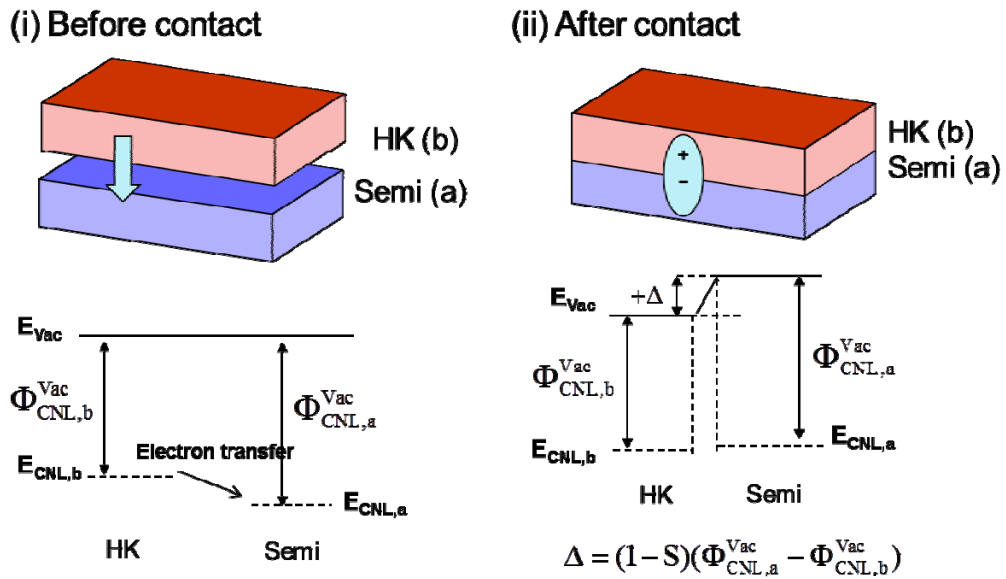 (i) Before contact
HK (b)
Semi (a)
E_Vac
Φ^Vac_CNL,b
Φ^Vac_CNL,a
Electron transfer
E_CNL,b
E_CNL,a
HK
Semi
(ii) After contact
HK (b)
Semi (a)
+
−
E_Vac
+Δ
Φ^Vac_CNL,b
Φ^Vac_CNL,a
E_CNL,b
E_CNL,a
HK
Semi
Δ = (1 − S)(Φ^Vac_CNL,a − Φ^Vac_CNL,b)